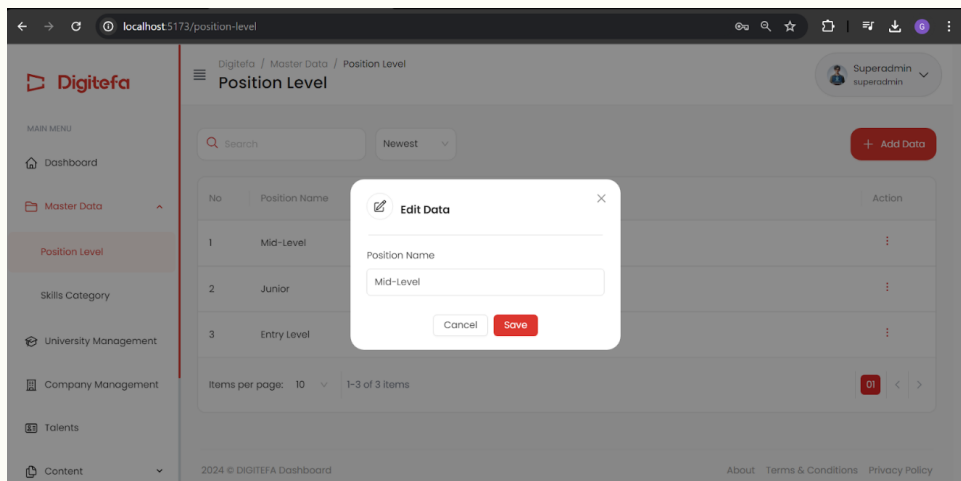 localhost:5173/position-level
G
Digitefa
Digitefa / Master Data / Position Level
Position Level
Superadmin
superadmin
MAIN MENU
Dashboard
Master Data
Position Level
Skills Category
University Management
Company Management
Talents
Content
Search
Newest
+ Add Data
No Position Name Action
1 Mid-Level
2 Junior
3 Entry Level
Items per page: 10 1-3 of 3 items
01
Edit Data
Position Name
Mid-Level
Cancel Save
2024 © DIGITEFA Dashboard
About Terms & Conditions Privacy Policy